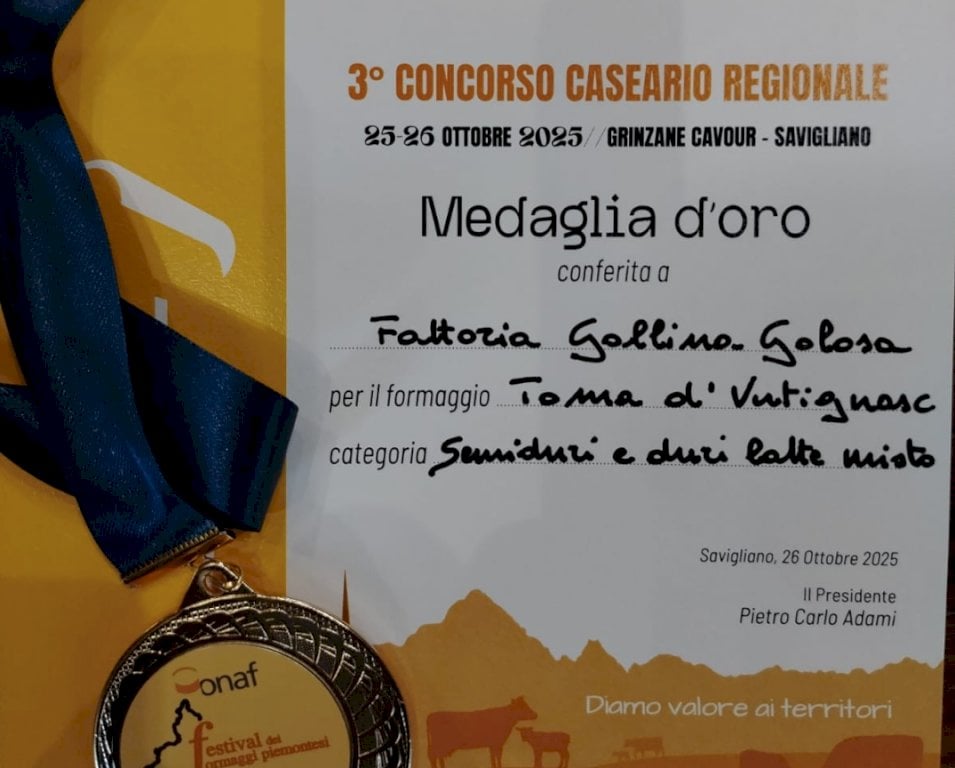 3° CONCORSO CASEARIO REGIONALE
25-26 OTTOBRE 2025//GRINZANE CAVOUR - SAVIGLIANO
Medaglia d'oro
conferita a
Fattoria Gallina Golosa
per il formaggio Toma d'
categoria Semiduri e duri latte misto
Savigliano, 26 Ottobre 2025
Il Presidente
Pietro Carlo Adami
Diamo valore ai territori
onaf
festival dei
formaggi piemontesi